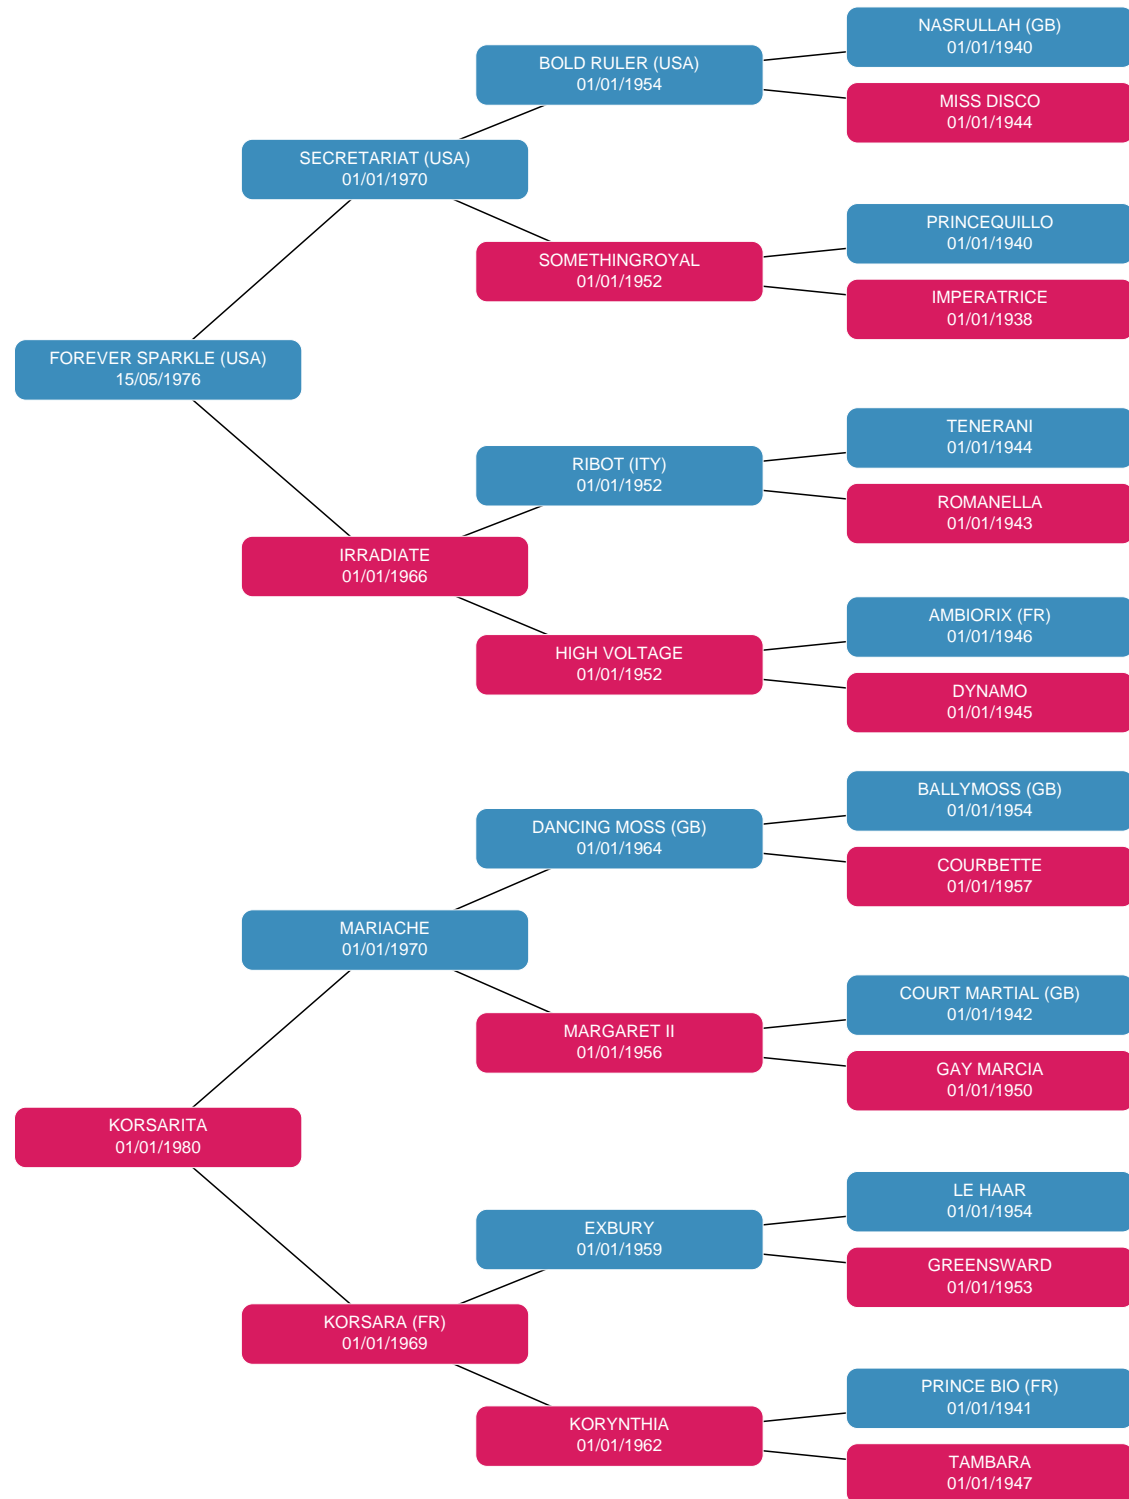 NASRULLAH (GB)
01/01/1940
BOLD RULER (USA)
01/01/1954
MISS DISCO
01/01/1944
SECRETARIAT (USA)
01/01/1970
PRINCEQUILLO
01/01/1940
SOMETHINGROYAL
01/01/1952
IMPERATRICE
01/01/1938
FOREVER SPARKLE (USA)
15/05/1976
TENERANI
01/01/1944
RIBOT (ITY)
01/01/1952
ROMANELLA
01/01/1943
IRRADIATE
01/01/1966
AMBIORIX (FR)
01/01/1946
HIGH VOLTAGE
01/01/1952
DYNAMO
01/01/1945
BALLYMOSS (GB)
01/01/1954
DANCING MOSS (GB)
01/01/1964
COURBETTE
01/01/1957
MARIACHE
01/01/1970
COURT MARTIAL (GB)
01/01/1942
MARGARET II
01/01/1956
GAY MARCIA
01/01/1950
KORSARITA
01/01/1980
LE HAAR
01/01/1954
EXBURY
01/01/1959
GREENSWARD
01/01/1953
KORSARA (FR)
01/01/1969
PRINCE BIO (FR)
01/01/1941
KORYNTHIA
01/01/1962
TAMBARA
01/01/1947